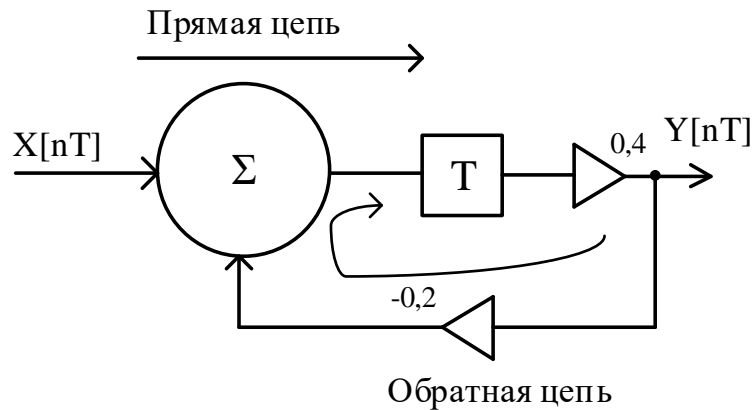 Прямая цепь
X[nT]
Σ
T
0,4
Y[nT]
-0,2
Обратная цепь